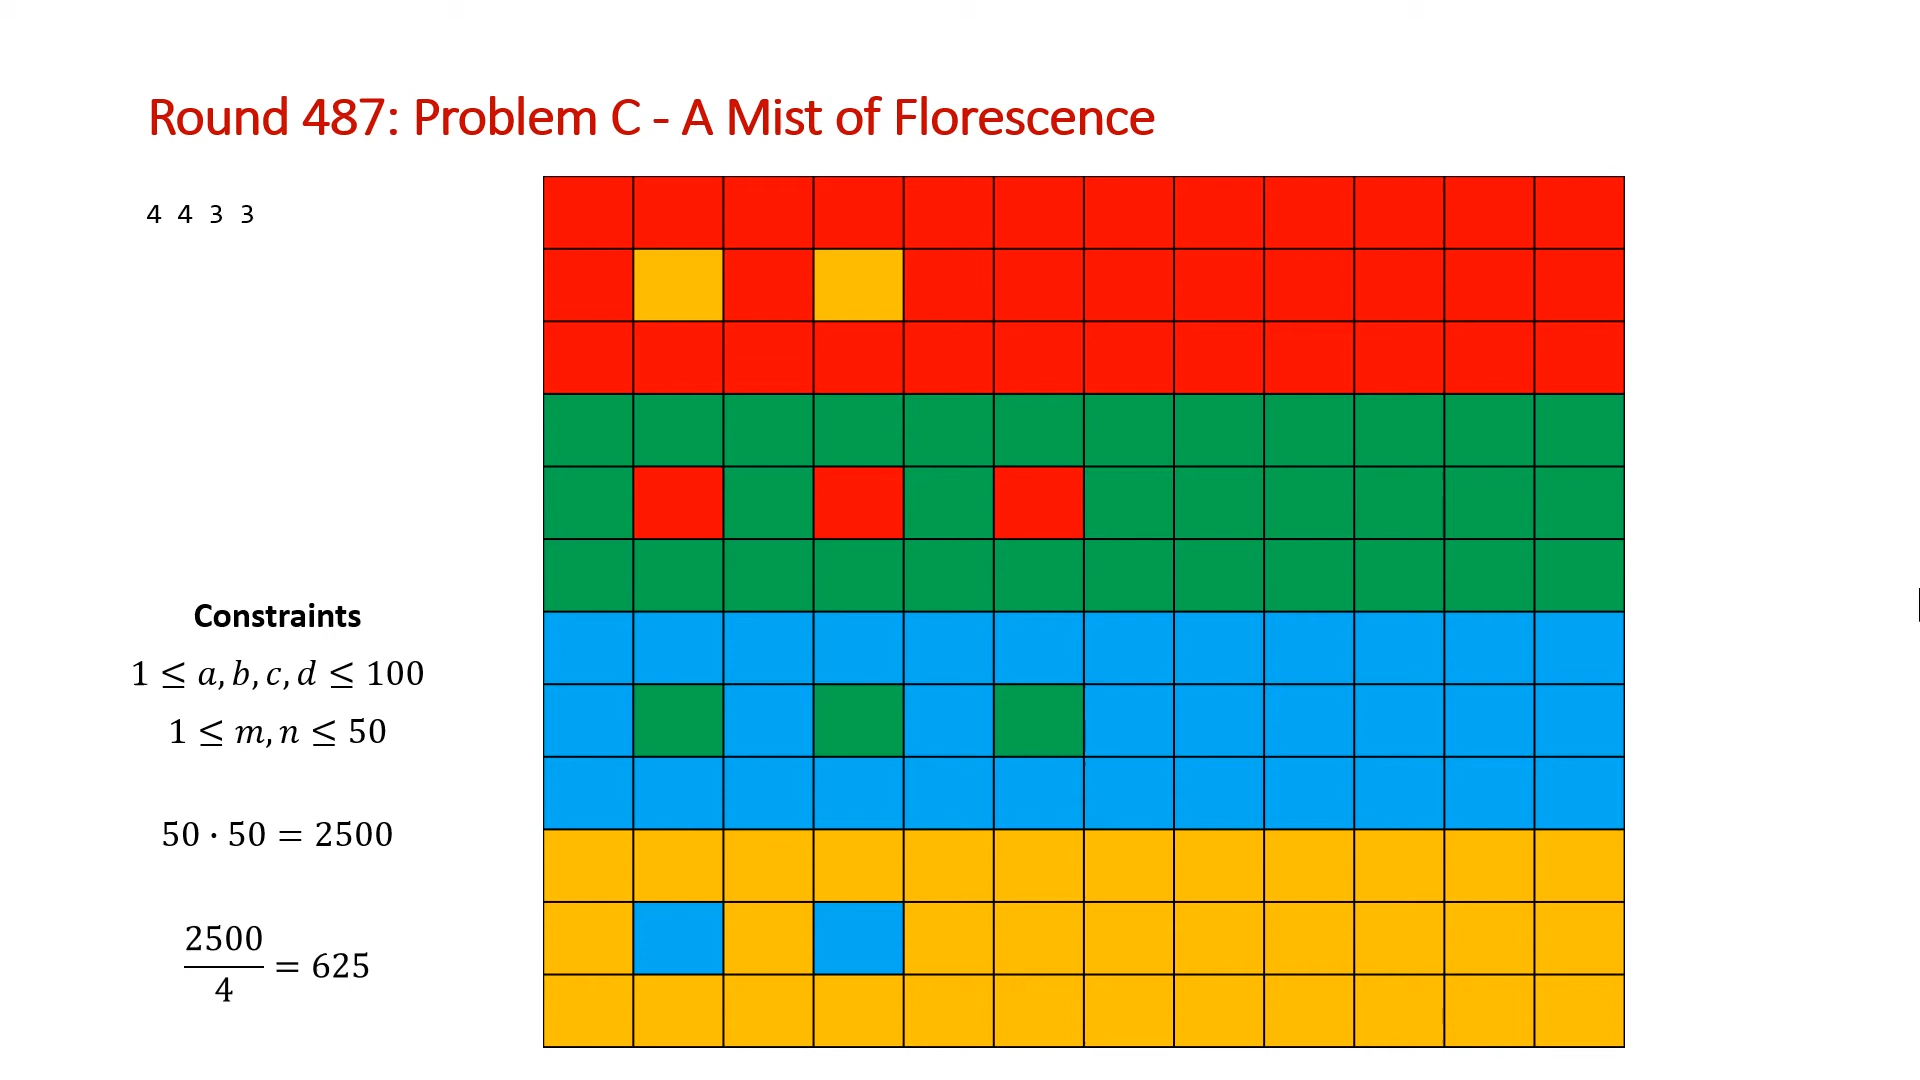 Round 487: Problem C - A Mist of Florescence
4 4 3 3
Constraints
1 ≤ a, b, c, d ≤ 100
1 ≤ m, n ≤ 50
50 · 50 = 2500
2500/4 = 625